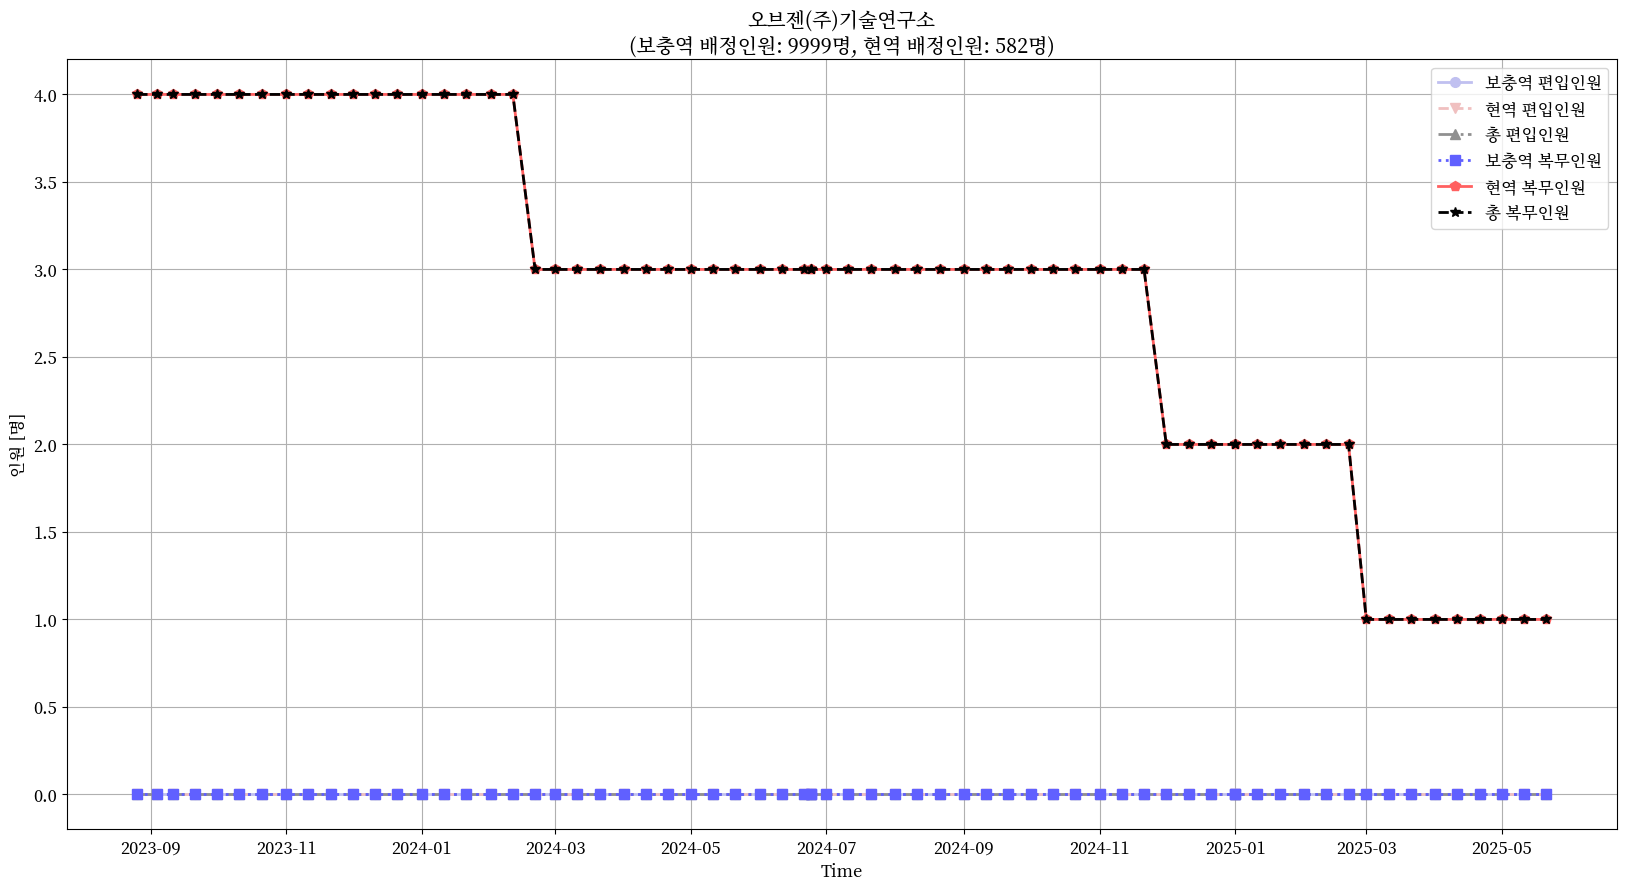 오브젠(주)기술연구소
(보충역 배정인원: 9999명, 현역 배정인원: 582명)
보충역 편입인원
현역 편입인원
총 편입인원
보충역 복무인원
현역 복무인원
총 복무인원
인원 [명]
4.0
3.5
3.0
2.5
2.0
1.5
1.0
0.5
0.0
2023-09 2023-11 2024-01 2024-03 2024-05 2024-07 2024-09 2024-11 2025-01 2025-03 2025-05
Time